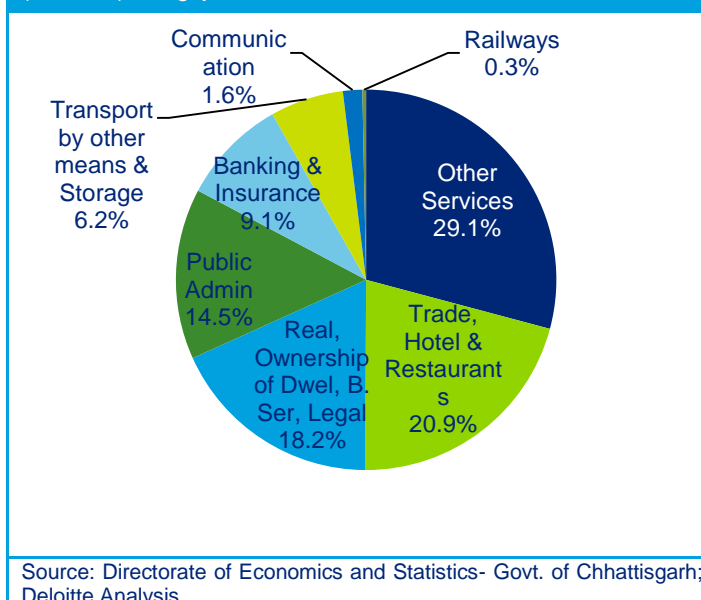 Communic
ation
1.6%
Railways
0.3%
Transport
by other
means &
Storage
6.2%
Banking &
Insurance
9.1%
Other
Services
29.1%
Public
Admin
14.5%
Real,
Ownership
of Dwel, B.
Ser, Legal
18.2%
Trade,
Hotel &
Restaurant
s
20.9%
Source: Directorate of Economics and Statistics- Govt. of Chhattisgarh;
Deloitte Analysis